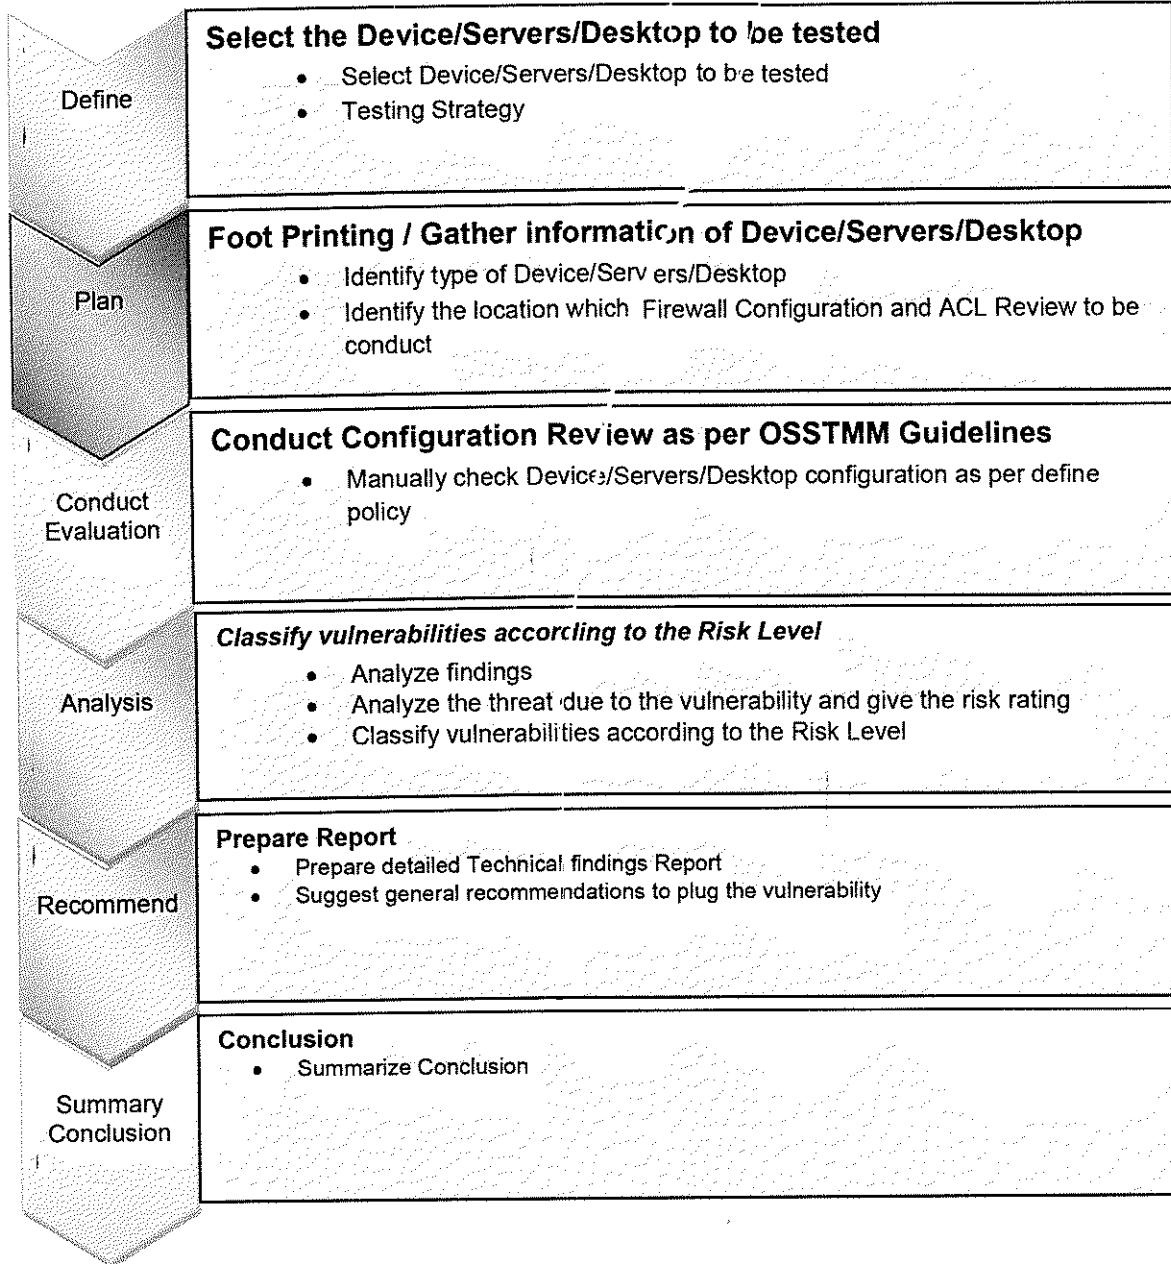 Define
Select the Device/Servers/Desktop to be tested
• Select Device/Servers/Desktop to be tested
• Testing Strategy
Plan
Foot Printing / Gather information of Device/Servers/Desktop
• Identify type of Device/Servers/Desktop
• Identify the location which Firewall Configuration and ACL Review to be
conduct
Conduct
Evaluation
Conduct Configuration Review as per OSSTMM Guidelines
• Manually check Device/Servers/Desktop configuration as per define
policy
Analysis
Classify vulnerabilities according to the Risk Level
• Analyze findings
• Analyze the threat due to the vulnerability and give the risk rating
• Classify vulnerabilities according to the Risk Level
Recommend
Prepare Report
• Prepare detailed Technical findings Report
• Suggest general recommendations to plug the vulnerability
Summary
Conclusion
Conclusion
• Summarize Conclusion